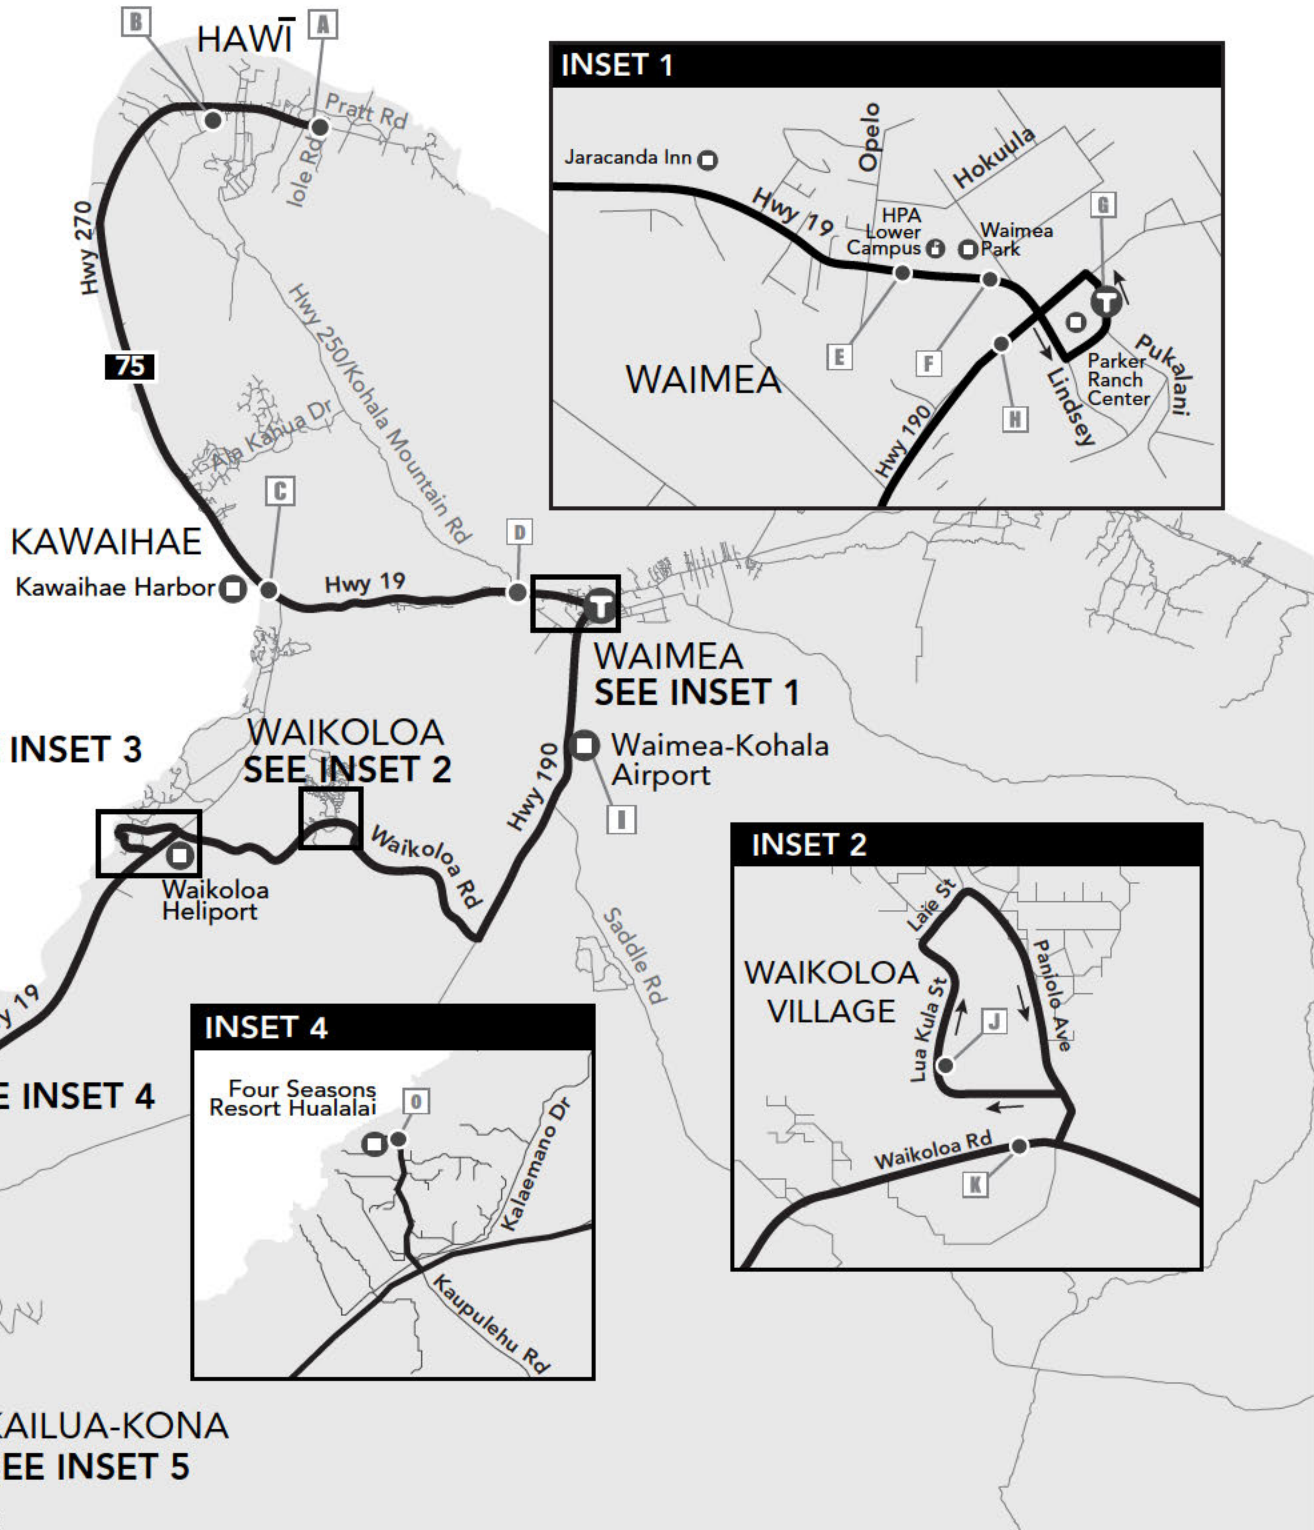 B
A
HAWĪ
Pratt Rd
Iole Rd
Hwy 270
75
Hwy 250/Kohala Mountain Rd
Ala Kahua Dr
C
KAWAIHAE
Kawaihae Harbor
Hwy 19
D
T
WAIMEA
SEE INSET 1
INSET 1
Jaracanda Inn
Opelo
Hokuula
Hwy 19
HPA
Lower
Campus
Waimea
Park
G
T
E
F
WAIMEA
H
Hwy 190
Lindsey
Parker
Ranch
Center
Pukalani
INSET 3
WAIKOLOA
SEE INSET 2
Hwy 190
Waimea-Kohala
Airport
I
Waikoloa Rd
Waikoloa
Heliport
Saddle Rd
y 19
INSET 2
Laie St
Paniolo Ave
WAIKOLOA
VILLAGE
Lua Kula St
J
Waikoloa Rd
K
E INSET 4
INSET 4
Four Seasons
Resort Hualalai
O
Kalaemano Dr
Kaupulehu Rd
KAILUA-KONA
EE INSET 5